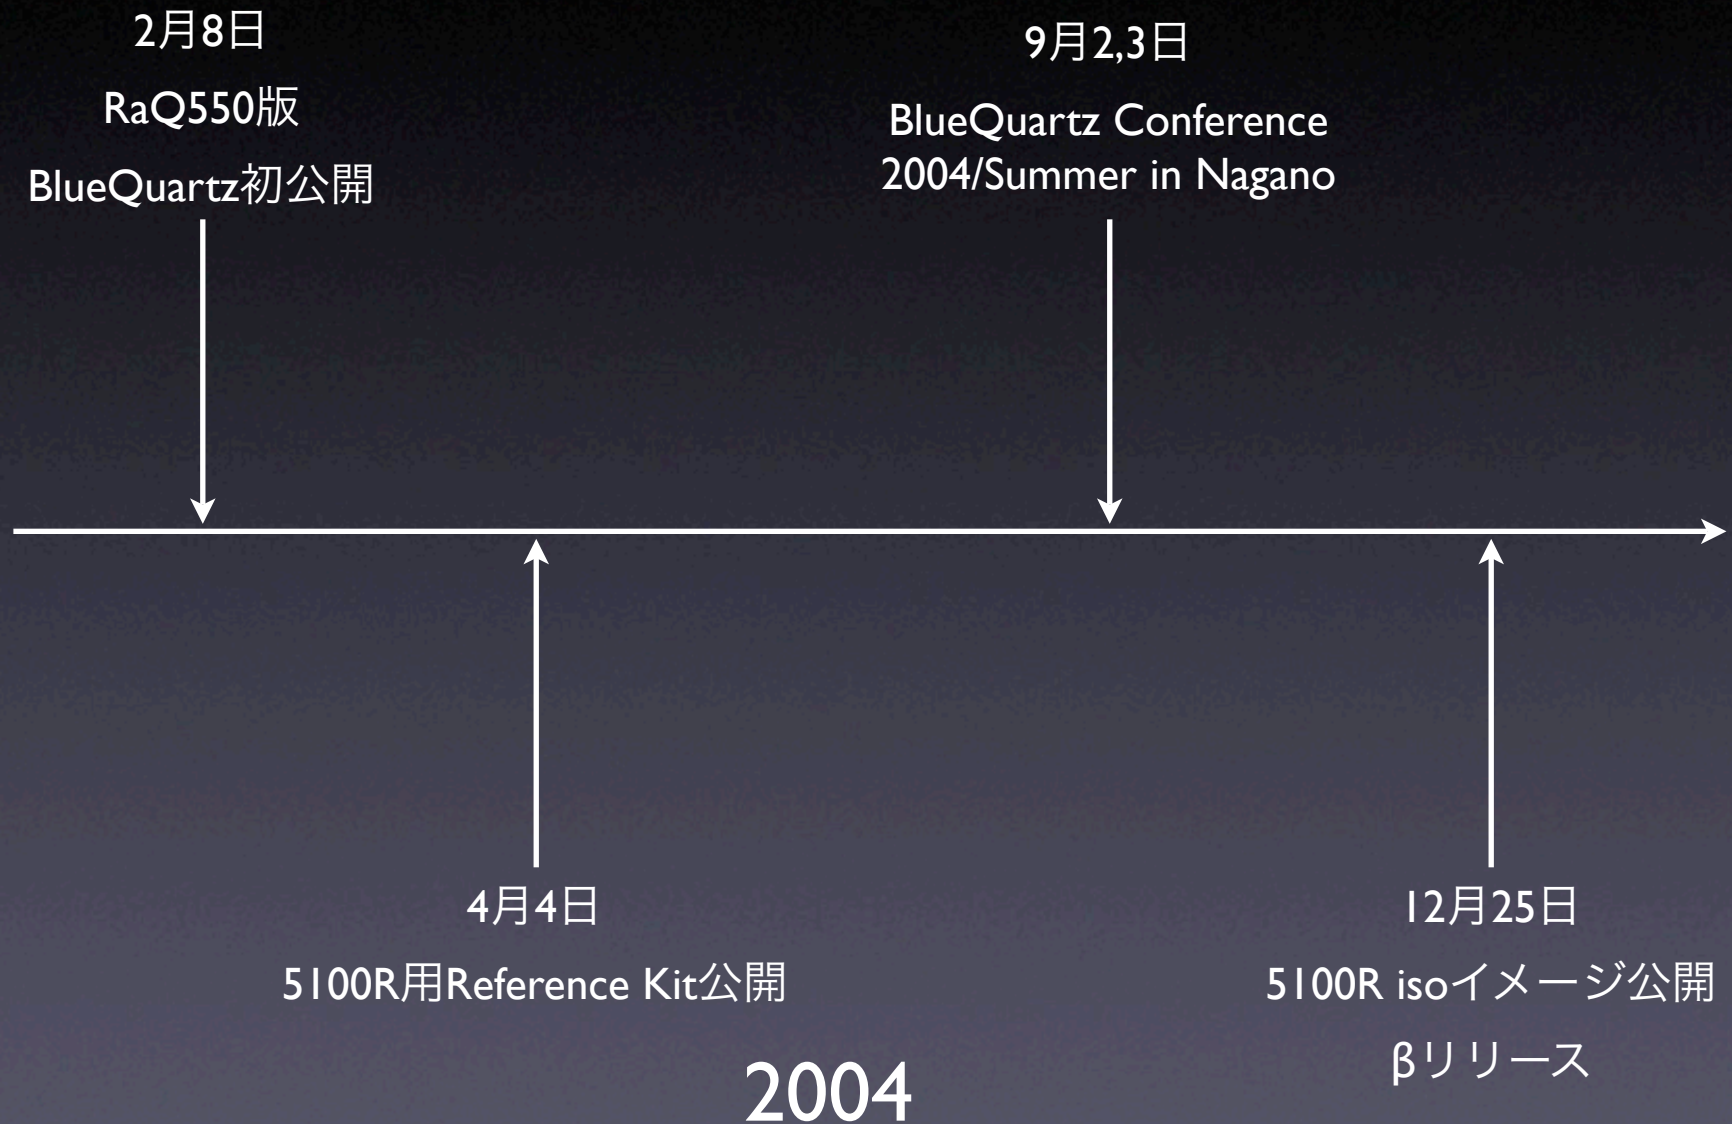 2月8日
RaQ550版
BlueQuartz初公開
9月2,3日
BlueQuartz Conference
2004/Summer in Nagano
4月4日
5100R用Reference Kit公開
12月25日
5100R isoイメージ公開
βリリース
2004